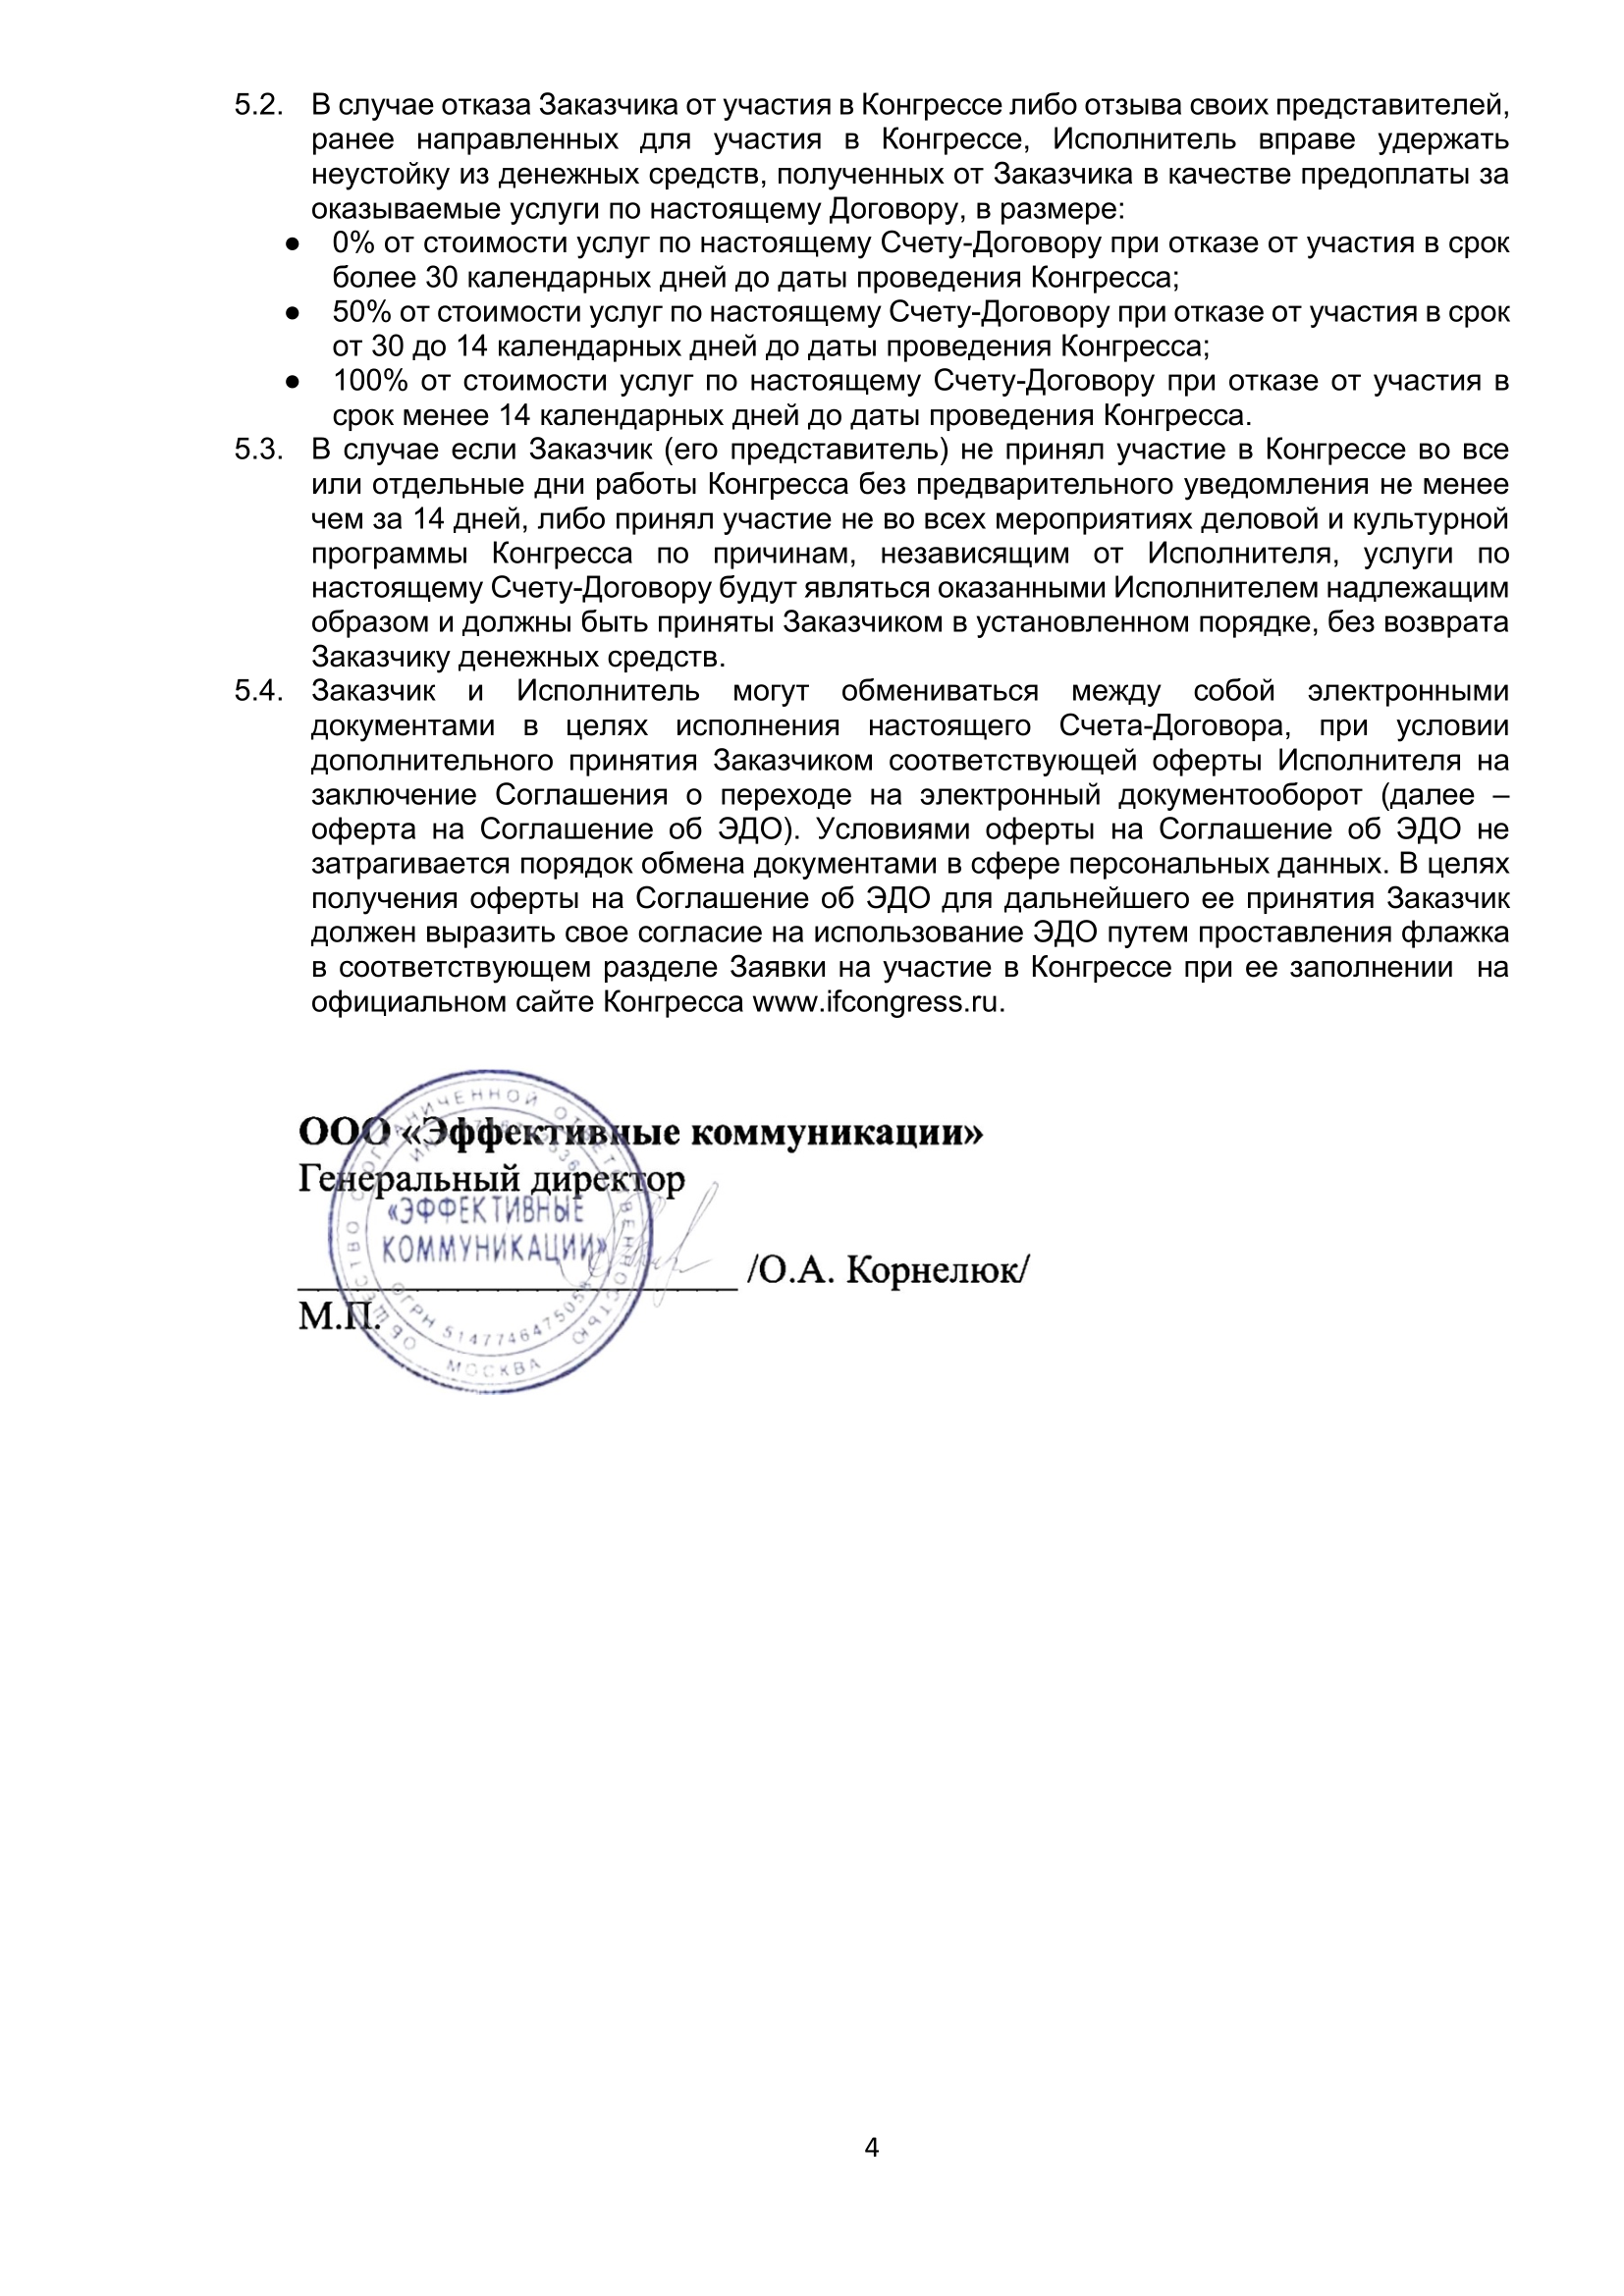 5.2. В случае отказа Заказчика от участия в Конгрессе либо отзыва своих представителей,
ранее направленных для участия в Конгрессе, Исполнитель вправе удержать
неустойку из денежных средств, полученных от Заказчика в качестве предоплаты за
оказываемые услуги по настоящему Договору, в размере:
● 0% от стоимости услуг по настоящему Счету-Договору при отказе от участия в срок
более 30 календарных дней до даты проведения Конгресса;
● 50% от стоимости услуг по настоящему Счету-Договору при отказе от участия в срок
от 30 до 14 календарных дней до даты проведения Конгресса;
● 100% от стоимости услуг по настоящему Счету-Договору при отказе от участия в
срок менее 14 календарных дней до даты проведения Конгресса.
5.3. В случае если Заказчик (его представитель) не принял участие в Конгрессе во все
или отдельные дни работы Конгресса без предварительного уведомления не менее
чем за 14 дней, либо принял участие не во всех мероприятиях деловой и культурной
программы Конгресса по причинам, независящим от Исполнителя, услуги по
настоящему Счету-Договору будут являться оказанными Исполнителем надлежащим
образом и должны быть приняты Заказчиком в установленном порядке, без возврата
Заказчику денежных средств.
5.4. Заказчик и Исполнитель могут обмениваться между собой электронными
документами в целях исполнения настоящего Счета-Договора, при условии
дополнительного принятия Заказчиком соответствующей оферты Исполнителя на
заключение Соглашения о переходе на электронный документооборот (далее –
оферта на Соглашение об ЭДО). Условиями оферты на Соглашение об ЭДО не
затрагивается порядок обмена документами в сфере персональных данных. В целях
получения оферты на Соглашение об ЭДО для дальнейшего ее принятия Заказчик
должен выразить свое согласие на использование ЭДО путем проставления флажка
в соответствующем разделе Заявки на участие в Конгрессе при ее заполнении на
официальном сайте Конгресса www.ifcongress.ru.
ООО «Эффективные коммуникации»
Генеральный директор
/О.А. Корнелюк/
М.П.
ОБЩЕСТВО С ОГРАНИЧЕННОЙ ОТВЕТСТВЕННОСТЬЮ
«ЭФФЕКТИВНЫЕ
КОММУНИКАЦИИ»
ОГРН 5147746475058
МОСКВА
4